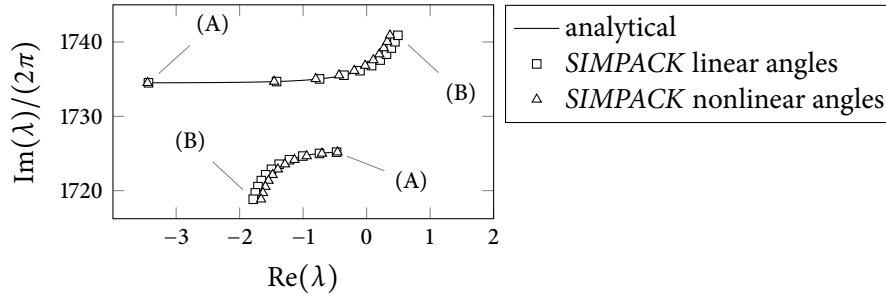 1740
1730
1720
Im(λ)/(2π)
(A)
(B)
(B)
(A)
−3 −2 −1 0 1 2
Re(λ)
analytical
SIMPACK linear angles
SIMPACK nonlinear angles